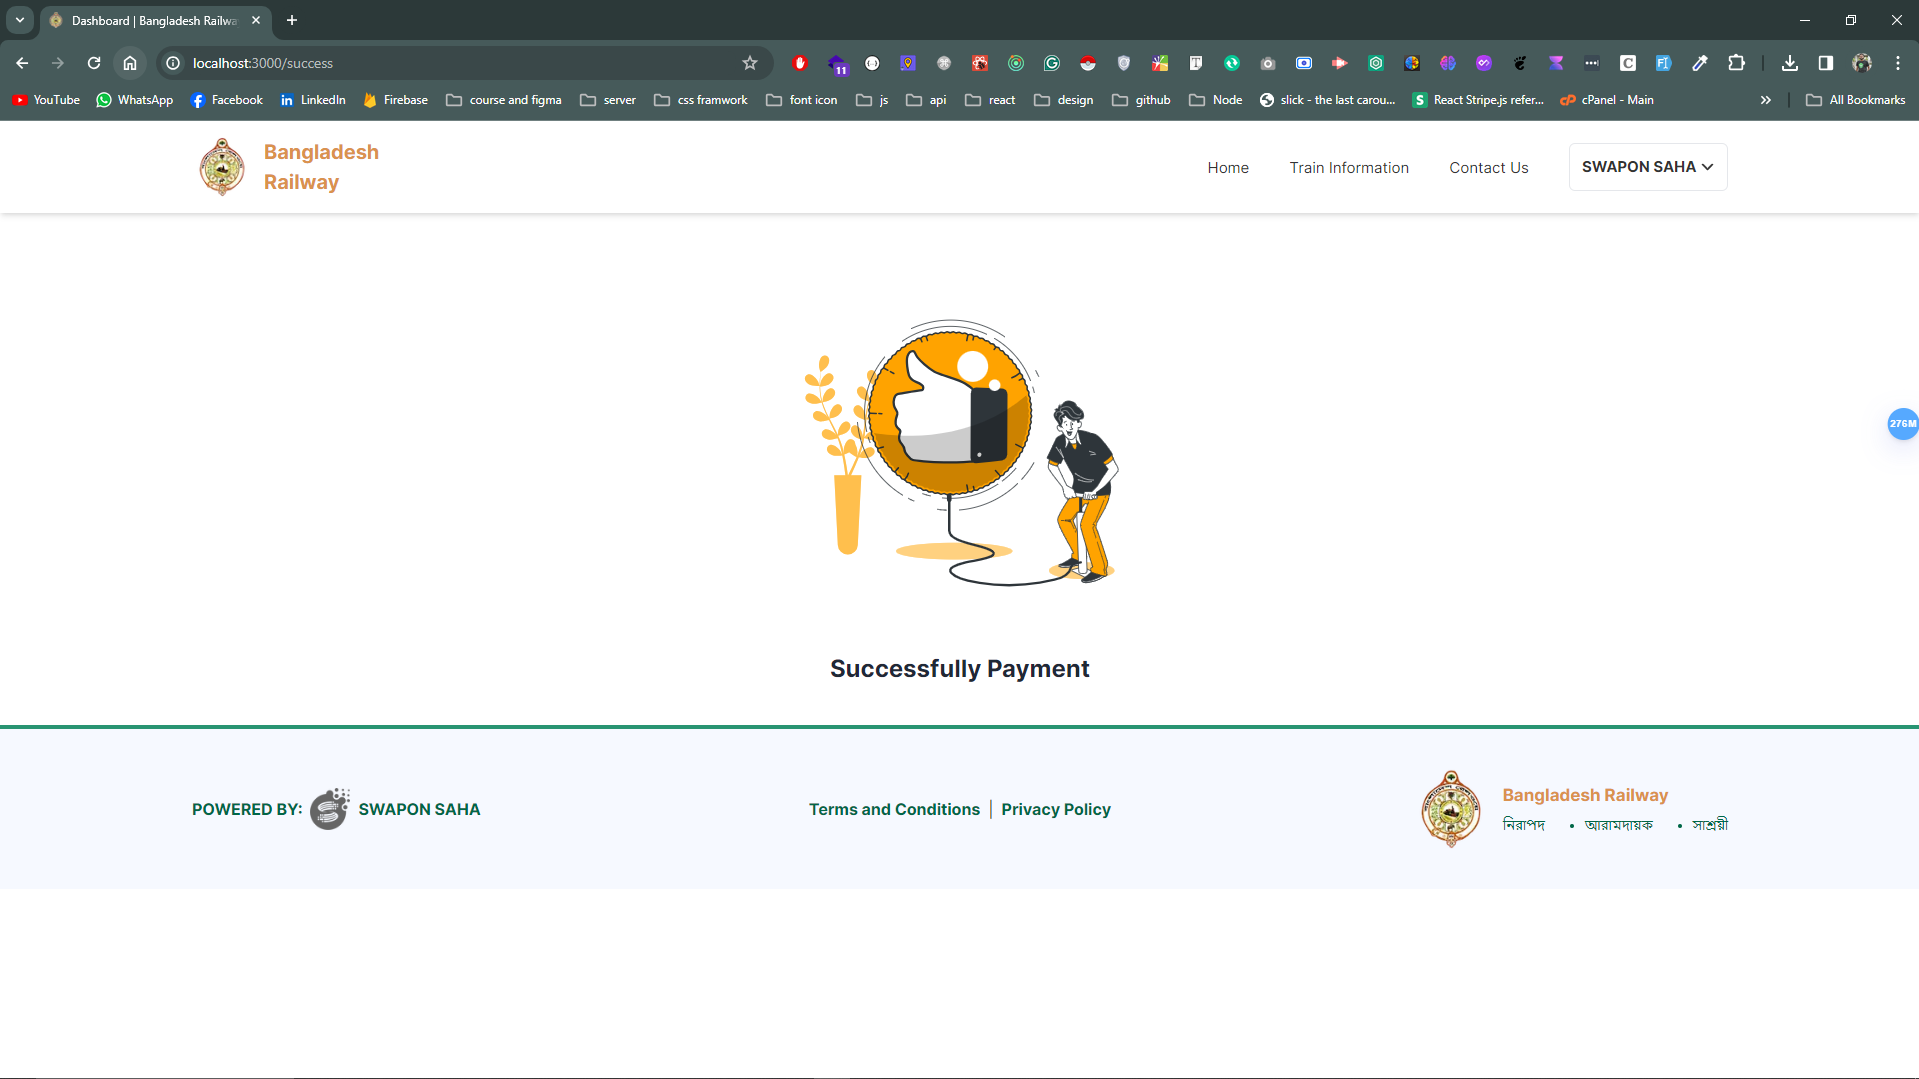 Dashboard | Bangladesh Railwa
localhost:3000/success
11
YouTube
WhatsApp
Facebook
LinkedIn
Firebase
course and figma
server
css framwork
font icon
js
api
react
design
github
Node
slick - the last carou...
React Stripe.js refer...
cPanel - Main
All Bookmarks
Bangladesh
Railway
Home
Train Information
Contact Us
SWAPON SAHA
276M
Successfully Payment
POWERED BY:
SWAPON SAHA
Terms and Conditions | Privacy Policy
Bangladesh Railway
নিরাপদ • আরামদায়ক • সাশ্রয়ী